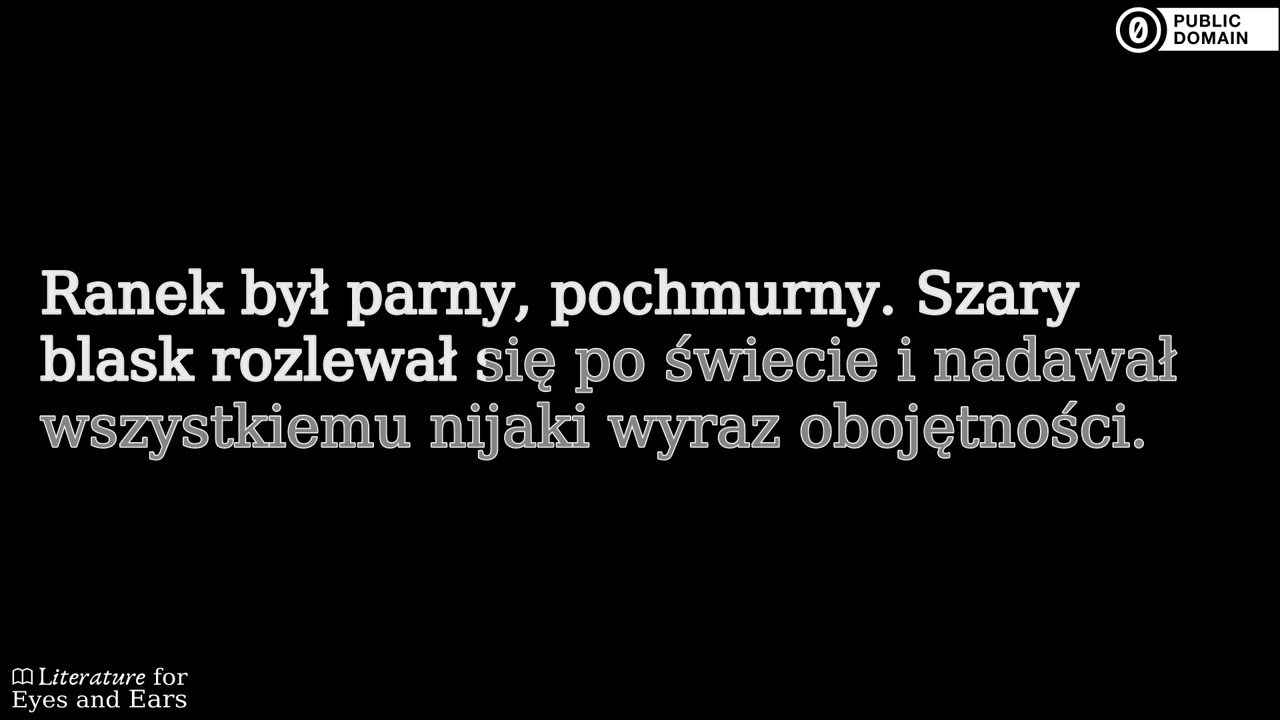 PUBLIC
DOMAIN
Ranek był parny, pochmurny. Szary
blask rozlewał się po świecie i nadawał
wszystkiemu nijaki wyraz obojętności.
Literature for
Eyes and Ears